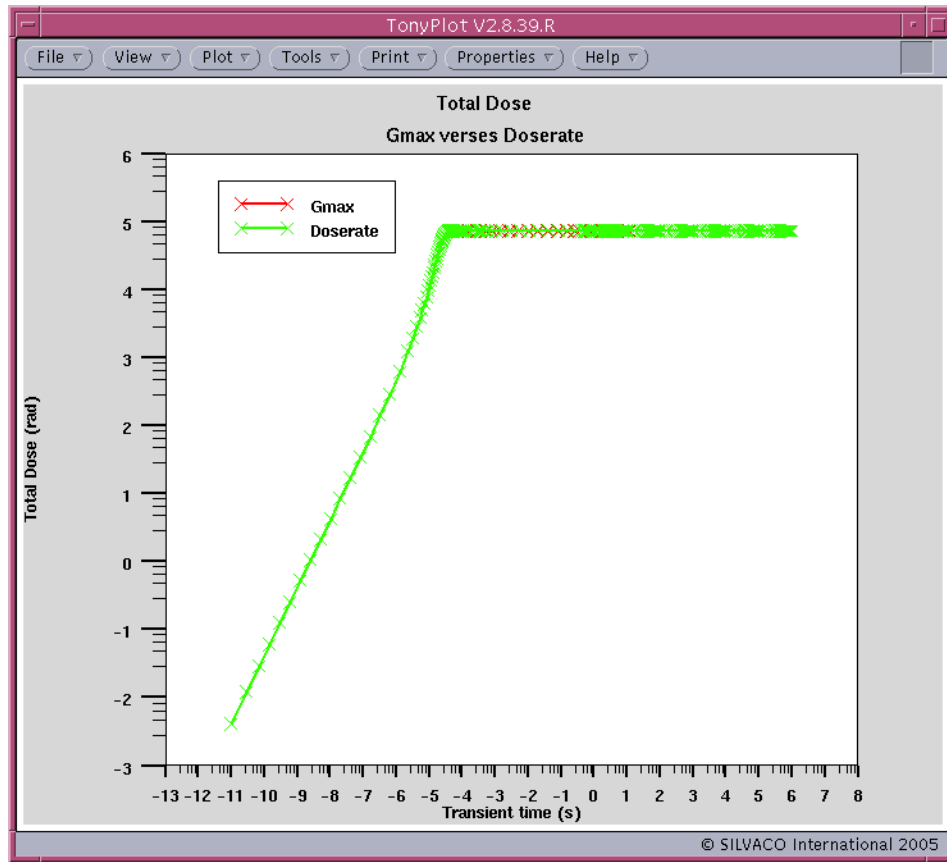 TonyPlot V2.8.39.R
File View Plot Tools Print Properties Help
Total Dose
Gmax verses Doserate
Gmax
Doserate
6
5
4
3
2
1
0
-1
-2
-3
Total Dose (rad)
-13 -12 -11 -10 -9 -8 -7 -6 -5 -4 -3 -2 -1 0 1 2 3 4 5 6 7 8
Transient time (s)
© SILVACO International 2005